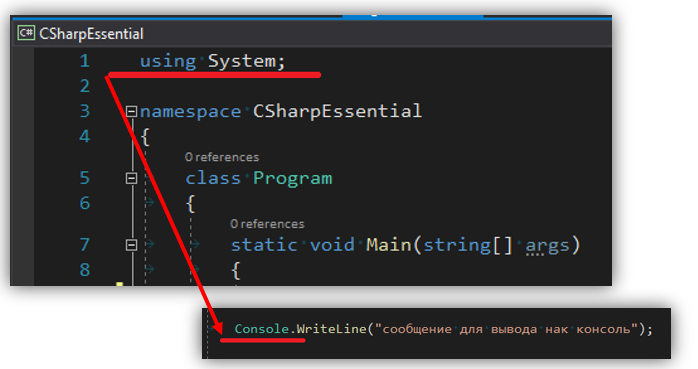 C# CSharpEssential
1 using System;
2
3 namespace CSharpEssential
4 {
0 references
5 class Program
6 {
0 references
7 static void Main(string[] args)
8 {
Console.WriteLine("сообщение для вывода нак консоль");